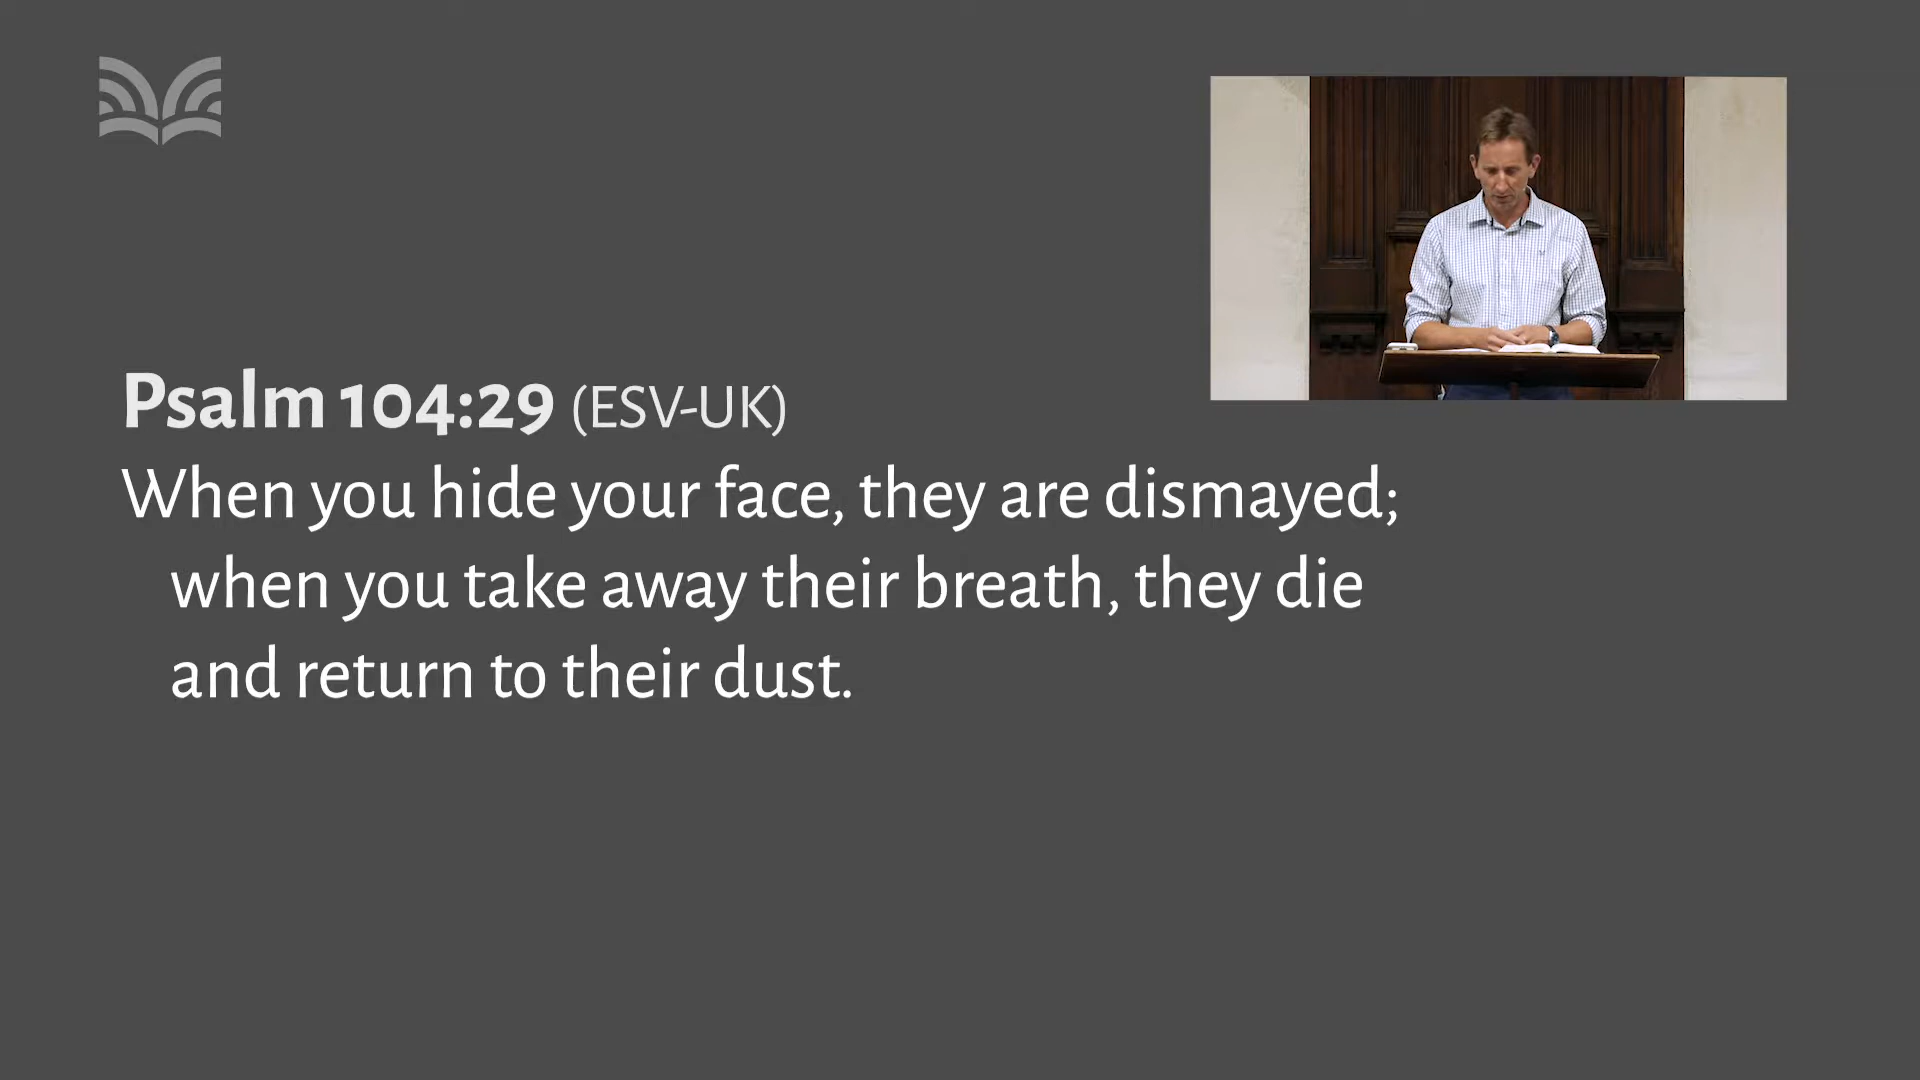 Psalm 104:29 (ESV-UK)
When you hide your face, they are dismayed;
when you take away their breath, they die
and return to their dust.